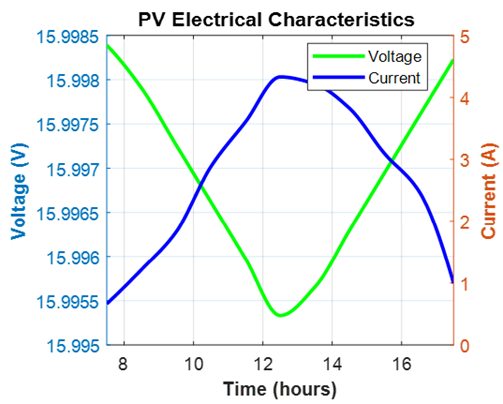 PV Electrical Characteristics
15.9985
15.998
15.9975
15.997
15.9965
15.996
15.9955
15.995
Voltage (V)
Voltage
Current
5
4
3
2
1
0
Current (A)
8 10 12 14 16
Time (hours)